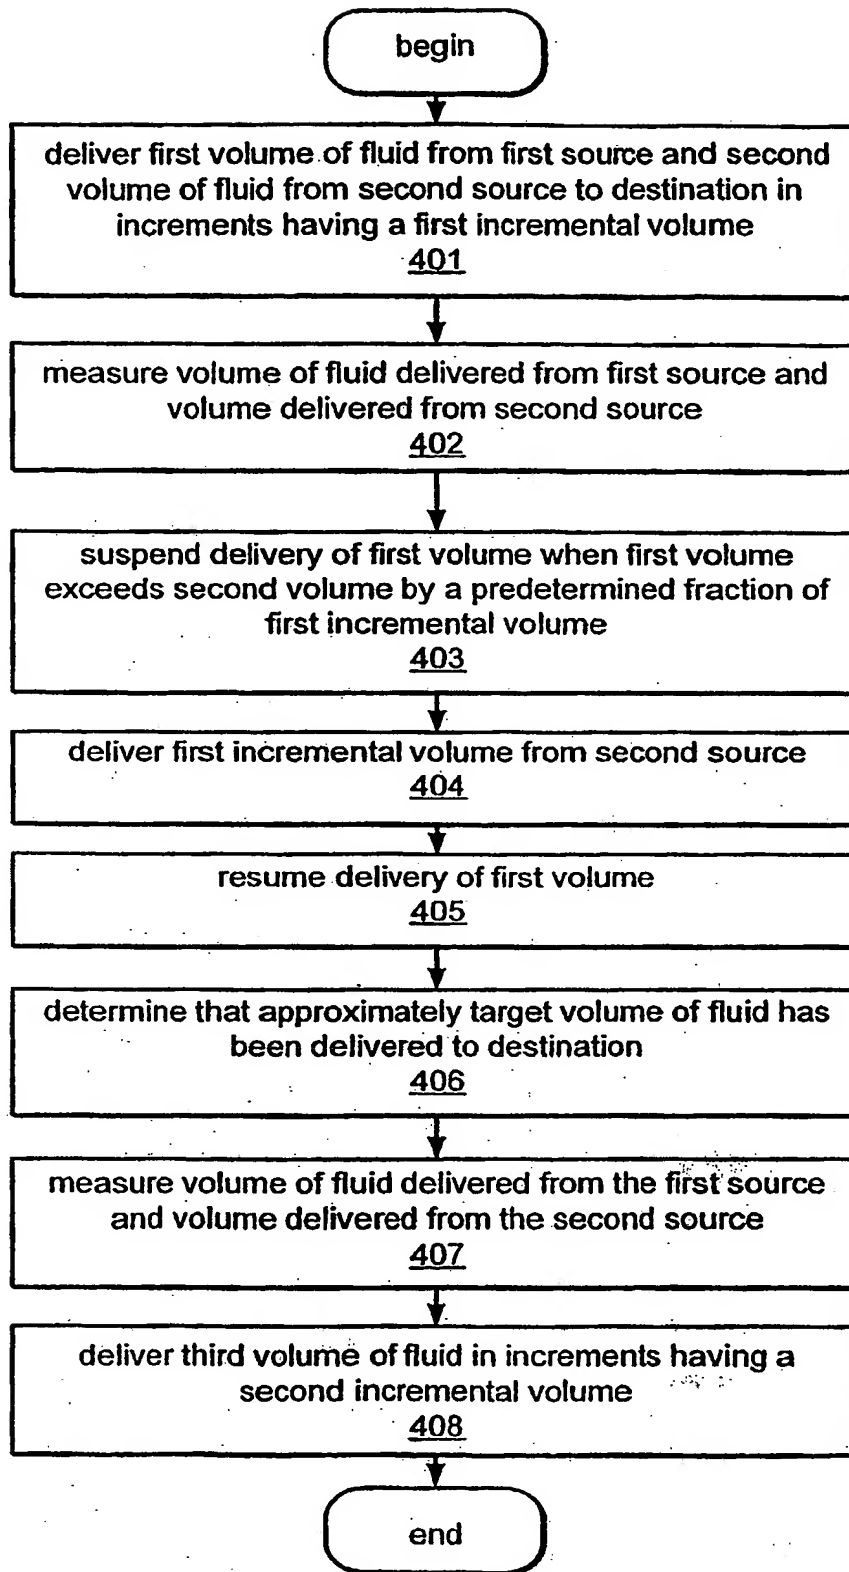 begin
deliver first volume of fluid from first source and second
volume of fluid from second source to destination in
increments having a first incremental volume
401
measure volume of fluid delivered from first source and
volume delivered from second source
402
suspend delivery of first volume when first volume
exceeds second volume by a predetermined fraction of
first incremental volume
403
deliver first incremental volume from second source
404
resume delivery of first volume
405
determine that approximately target volume of fluid has
been delivered to destination
406
measure volume of fluid delivered from the first source
and volume delivered from the second source
407
deliver third volume of fluid in increments having a
second incremental volume
408
end